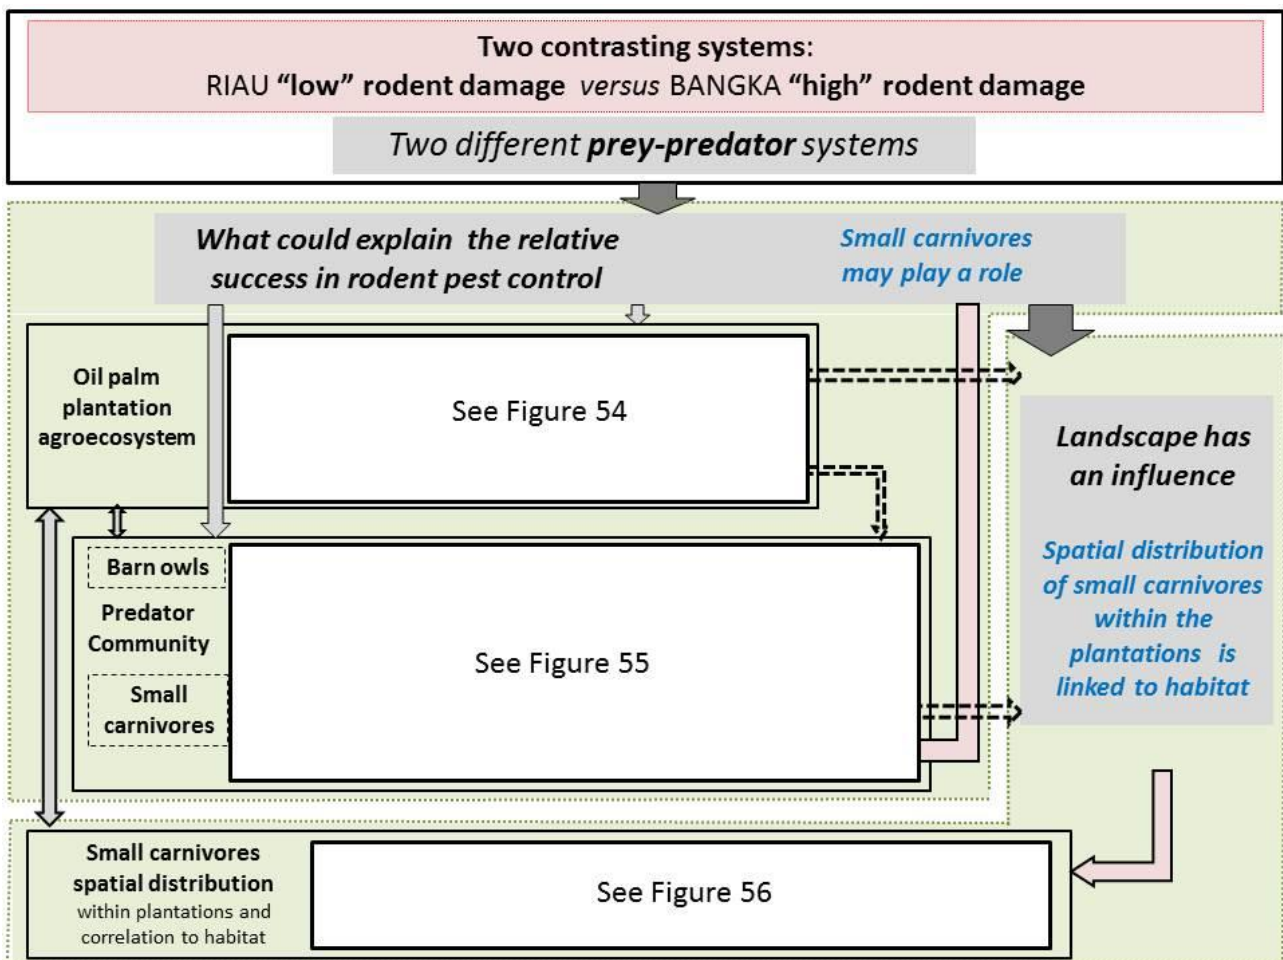 Two contrasting systems:
RIAU “low” rodent damage versus BANGKA “high” rodent damage
Two different prey-predator systems
What could explain the relative
success in rodent pest control
Small carnivores
may play a role
Oil palm
plantation
agroecosystem
See Figure 54
Landscape has
an influence
Spatial distribution
of small carnivores
within the
plantations is
linked to habitat
Barn owls
Predator
Community
Small
carnivores
See Figure 55
Small carnivores
spatial distribution
within plantations and
correlation to habitat
See Figure 56